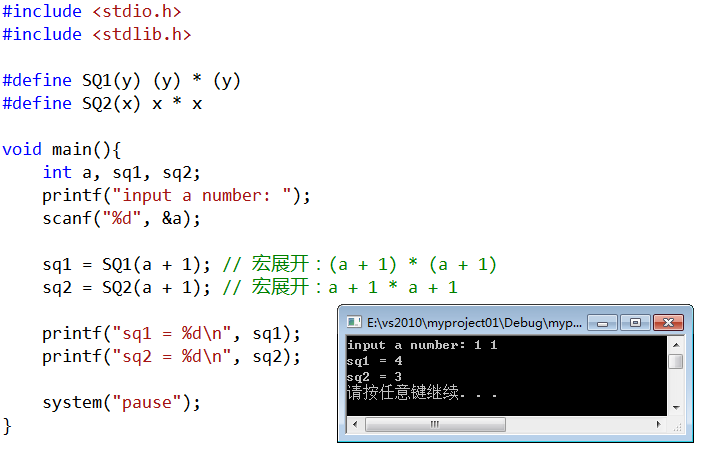 #include <stdio.h>
#include <stdlib.h>
#define SQ1(y) (y) * (y)
#define SQ2(x) x * x
void main(){
int a, sq1, sq2;
printf("input a number: ");
scanf("%d", &a);
sq1 = SQ1(a + 1); // 宏展开：(a + 1) * (a + 1)
sq2 = SQ2(a + 1); // 宏展开：a + 1 * a + 1
printf("sq1 = %d\n", sq1);
printf("sq2 = %d\n", sq2);
system("pause");
}
E:\vs2010\myproject01\Debug\myp...
input a number: 1 1
sq1 = 4
sq2 = 3
请按任意键继续. . .